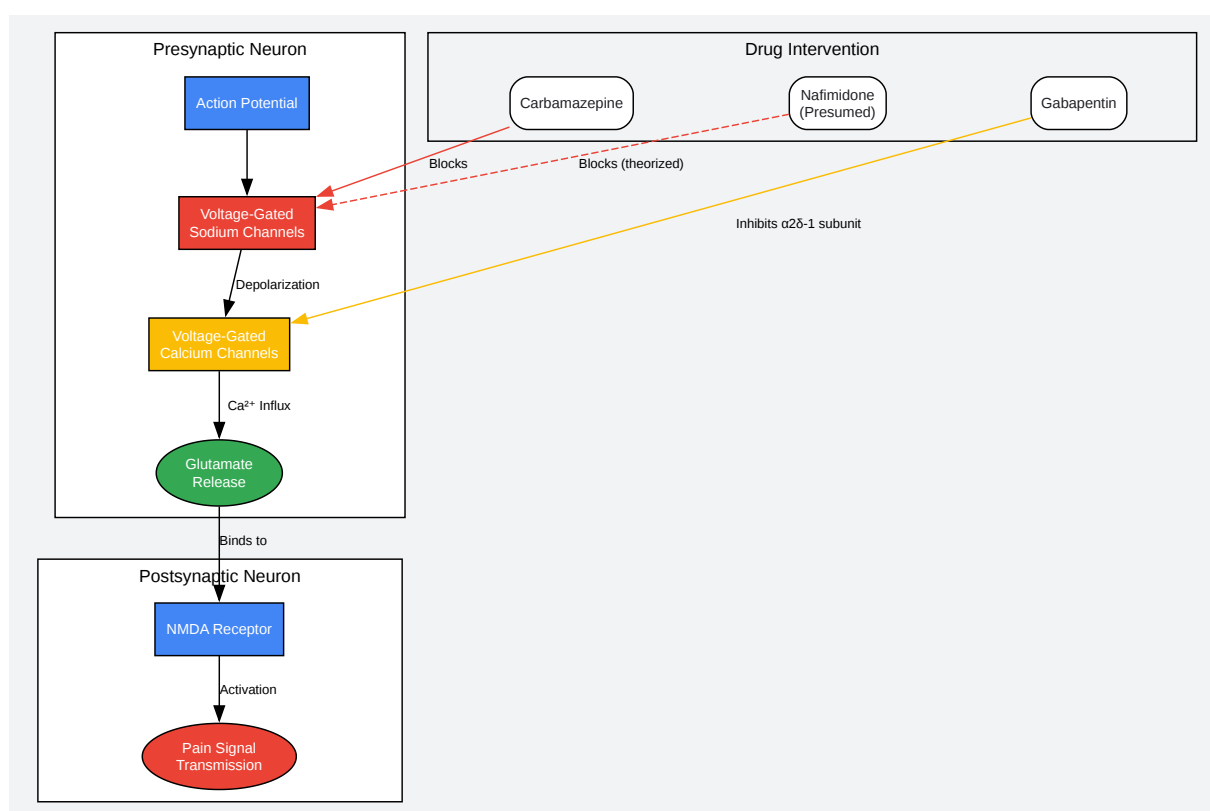 Presynaptic Neuron
Drug Intervention
Action Potential
Carbamazepine
Nafimidone
(Presumed)
Gabapentin
Blocks
Blocks (theorized)
Voltage-Gated
Sodium Channels
Inhibits α2δ-1 subunit
Depolarization
Voltage-Gated
Calcium Channels
Ca²⁺ Influx
Glutamate
Release
Binds to
Postsynaptic Neuron
NMDA Receptor
Activation
Pain Signal
Transmission